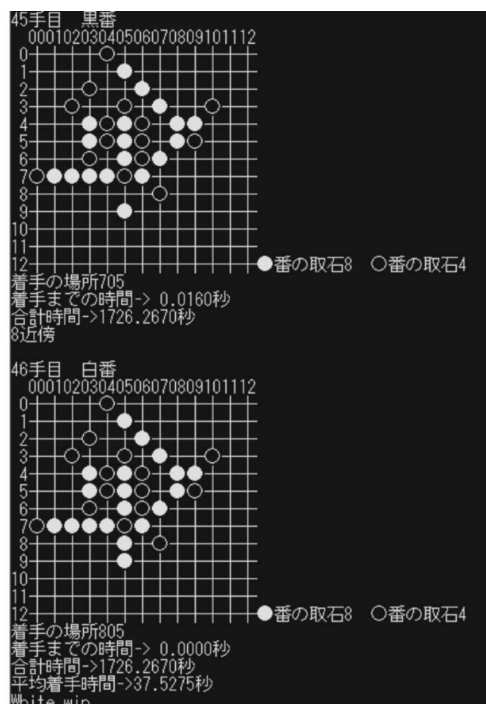 45手目　黒番
00010203040506070809101112
0
1
2
3
4
5
6
7
8
9
10
11
12 ●番の取石8　○番の取石4
着手の場所705
着手までの時間-> 0.0160秒
合計時間->1726.2670秒
8近傍
46手目　白番
00010203040506070809101112
0
1
2
3
4
5
6
7
8
9
10
11
12 ●番の取石8　○番の取石4
着手の場所805
着手までの時間-> 0.0000秒
合計時間->1726.2670秒
平均着手時間->37.5275秒
White win